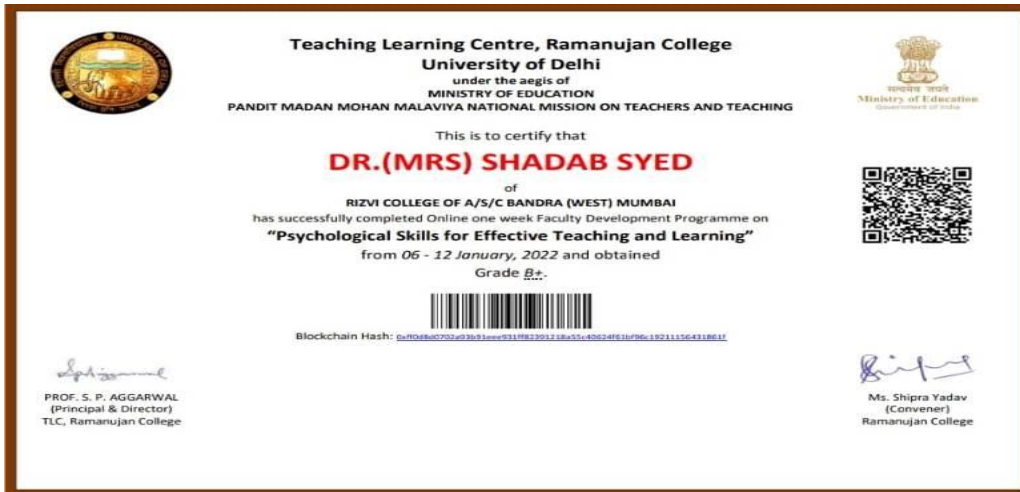 Teaching Learning Centre, Ramanujan College
University of Delhi
under the aegis of
MINISTRY OF EDUCATION
PANDIT MADAN MOHAN MALAVIYA NATIONAL MISSION ON TEACHERS AND TEACHING
सत्यमेव जयते
Ministry of Education
Government of India
This is to certify that
DR.(MRS) SHADAB SYED
of
RIZVI COLLEGE OF A/S/C BANDRA (WEST) MUMBAI
has successfully completed Online one week Faculty Development Programme on
“Psychological Skills for Effective Teaching and Learning”
from 06 - 12 January, 2022 and obtained
Grade B+.
Blockchain Hash:
PROF. S. P. AGGARWAL
(Principal & Director)
TLC, Ramanujan College
Ms. Shipra Yadav
(Convener)
Ramanujan College